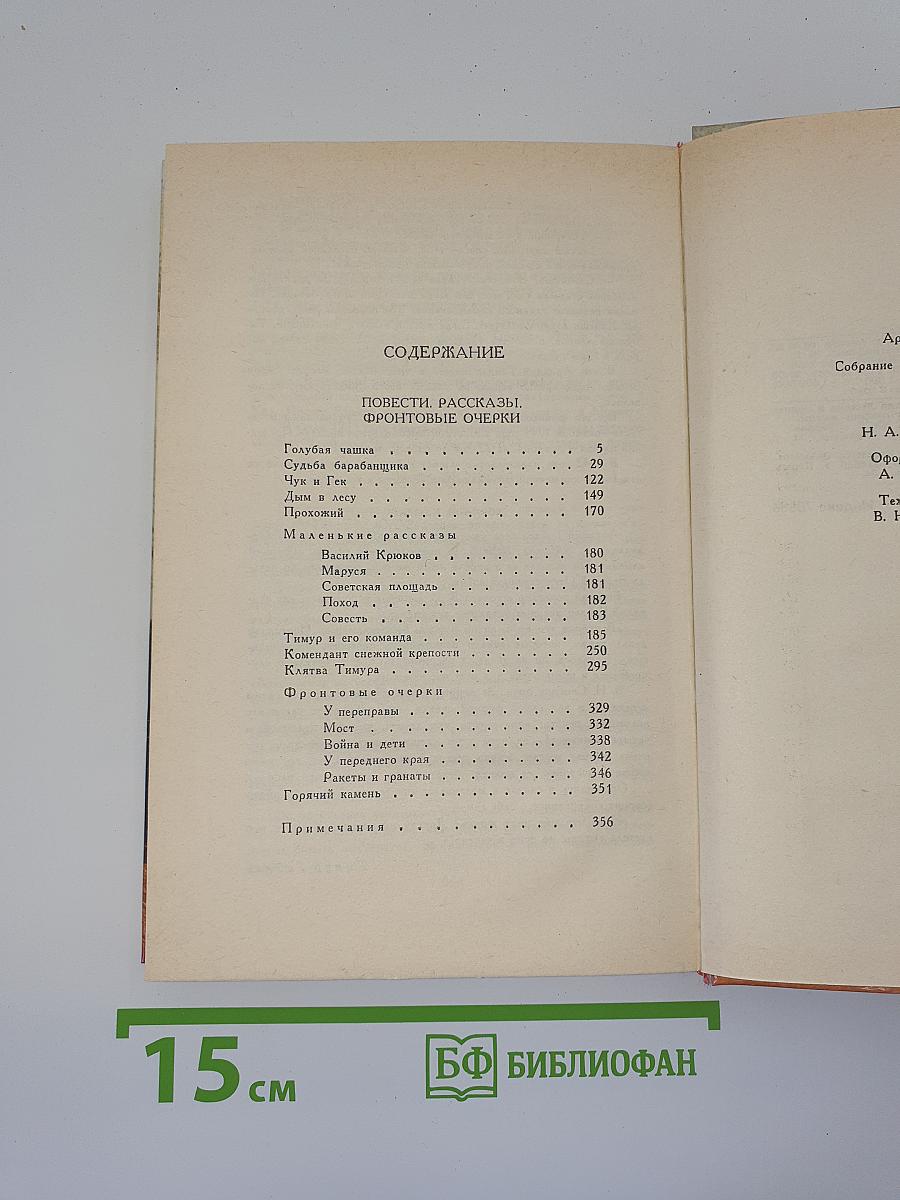 СОДЕРЖАНИЕ
ПОВЕСТИ, РАССКАЗЫ,
ФРОНТОВЫЕ ОЧЕРКИ
Голубая чашка . . . . . . . . . . . . 5
Судьба барабанщика . . . . . . . . . . 29
Чук и Гек . . . . . . . . . . . . . . 122
Дым в лесу . . . . . . . . . . . . . 149
Прохожий . . . . . . . . . . . . . . 170
Маленькие рассказы
Василий Крюков . . . . . . . . . 180
Маруся . . . . . . . . . . . . . 181
Советская площадь . . . . . . . 181
Поход . . . . . . . . . . . . . 182
Совесть . . . . . . . . . . . . 183
Тимур и его команда . . . . . . . . . . 185
Комендант снежной крепости . . . . . . . 250
Клятва Тимура . . . . . . . . . . . . 295
Фронтовые очерки
У переправы . . . . . . . . . . . 329
Мост . . . . . . . . . . . . . 332
Война и дети . . . . . . . . . . 338
У переднего края . . . . . . . . . 342
Ракеты и гранаты . . . . . . . . . 346
Горячий камень . . . . . . . . . . . . 351
Примечания . . . . . . . . . . . 356
Ар
Собрание
Н. А.
Офор
А.
Тех
В. Н
15 см
БФ БИБЛИОФАН